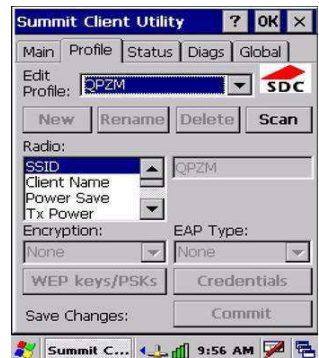 Summit Client Utility ? OK ×
Main Profile Status Diags Global
Edit
Profile: QPZM
SDC
New Rename Delete Scan
Radio:
SSID QPZM
Client Name
Power Save
Tx Power
Encryption: EAP Type:
None None
WEP keys/PSKs Credentials
Save Changes: Commit
Summit C... 9:56 AM